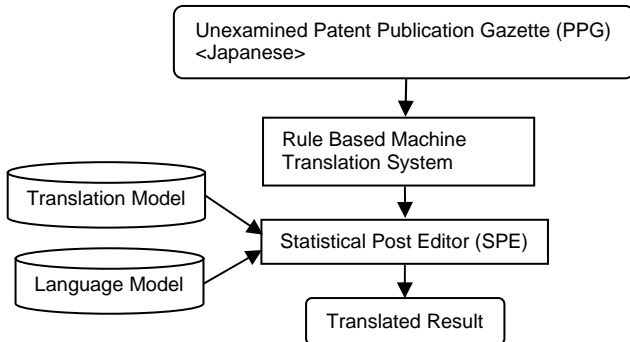 Unexamined Patent Publication Gazette (PPG)
<Japanese>
Rule Based Machine
Translation System
Translation Model
Statistical Post Editor (SPE)
Language Model
Translated Result